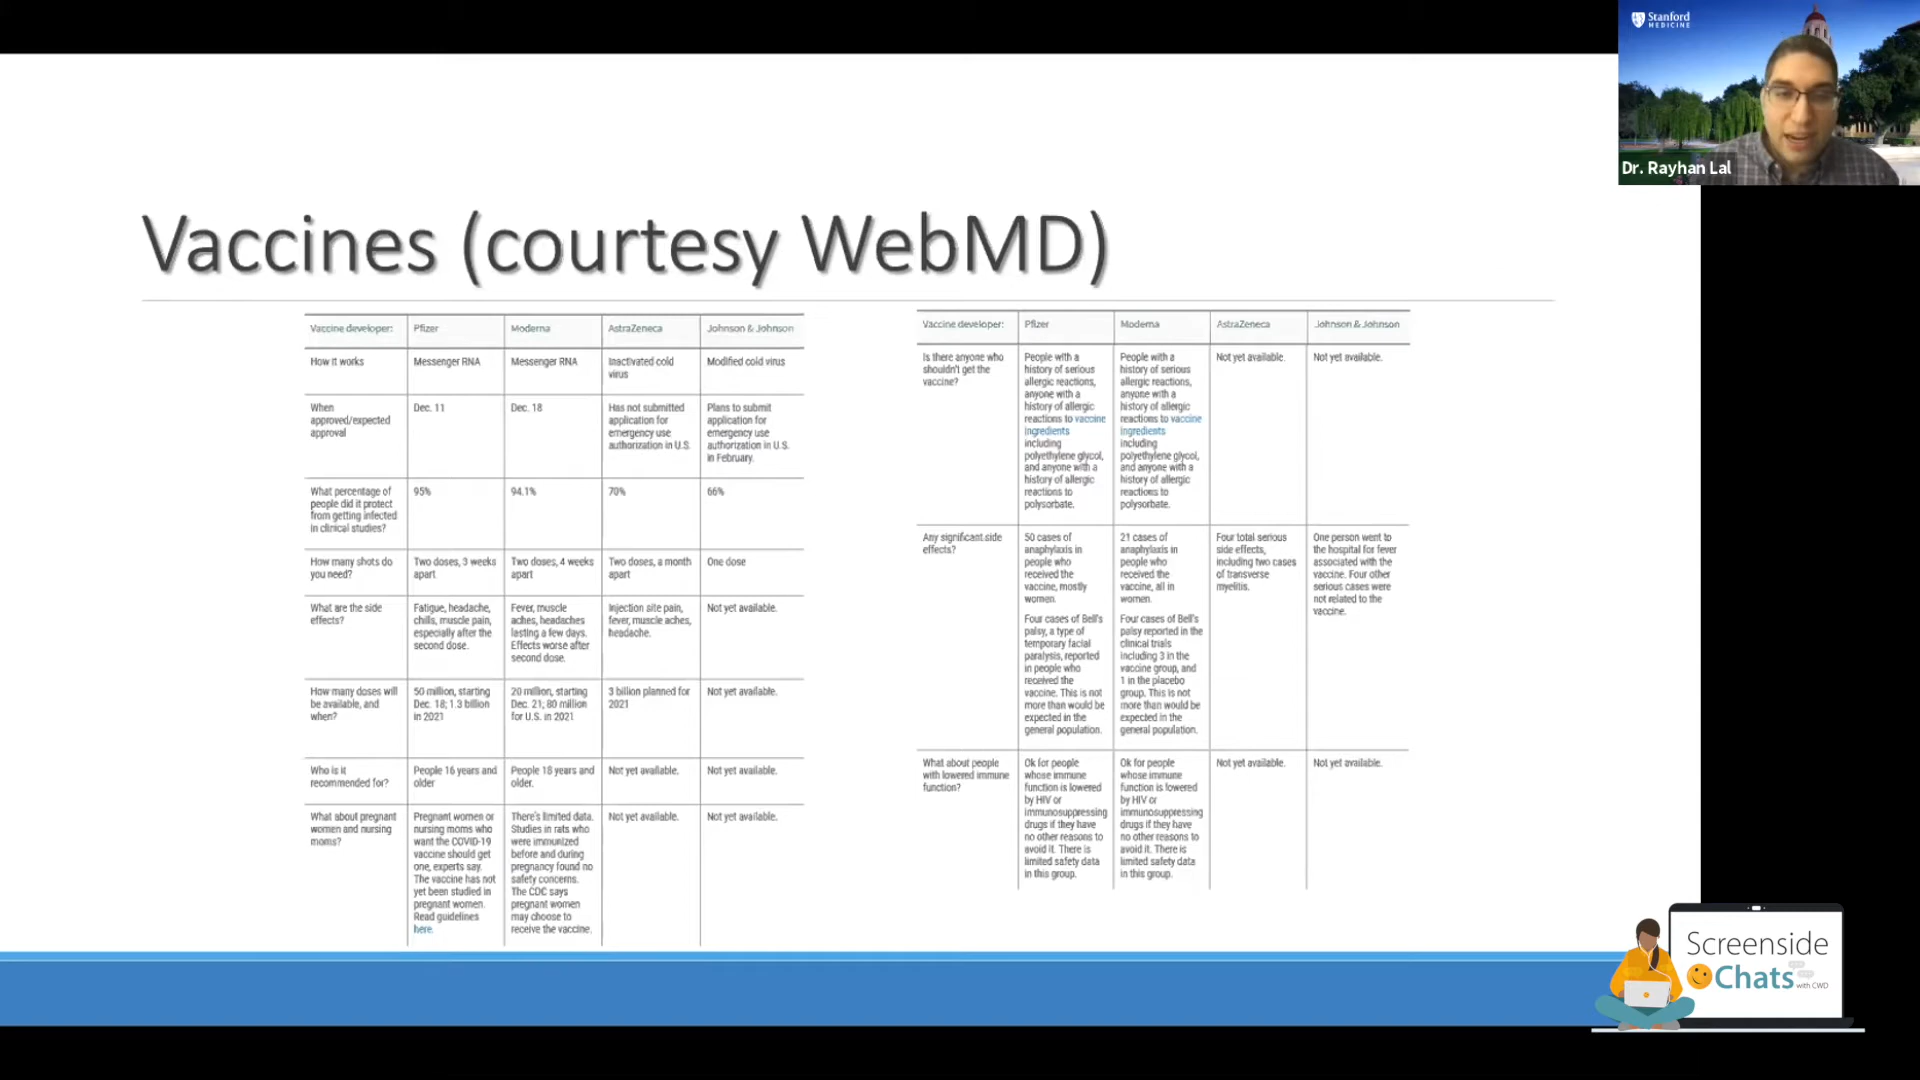 Stanford
MEDICINE
Dr. Rayhan Lal
Vaccines (courtesy WebMD)
Vaccine developer:
Pfizer
Moderna
AstraZeneca
Johnson & Johnson
How it works
Messenger RNA
Messenger RNA
Inactivated cold
virus
Modified cold virus
When
approved/expected
approval
Dec. 11
Dec. 18
Has not submitted
application for
emergency use
authorization in U.S.
Plans to submit
application for
emergency use
authorization in U.S.
in February.
What percentage of
people did it protect
from getting infected
in clinical studies?
95%
94.1%
70%
66%
How many shots do
you need?
Two doses, 3 weeks
apart
Two doses, 4 weeks
apart
Two doses, a month
apart
One dose
What are the side
effects?
Fatigue, headache,
chills, muscle pain,
especially after the
second dose.
Fever, muscle
aches, headaches
lasting a few days.
Effects worse after
second dose.
Injection site pain,
fever, muscle aches,
headache.
Not yet available.
How many doses will
be available, and
when?
50 million, starting
Dec. 18; 1.3 billion
in 2021
20 million, starting
Dec. 21; 80 million
for U.S. in 2021
3 billion planned for
2021
Not yet available.
Who is it
recommended for?
People 16 years and
older
People 18 years and
older.
Not yet available.
Not yet available.
What about pregnant
women and nursing
moms?
Pregnant women or
nursing moms who
want the COVID-19
vaccine should get
one, experts say.
The vaccine has not
yet been studied in
pregnant women.
Read guidelines
here.
There's limited data.
Studies in rats who
were immunized
before and during
pregnancy found no
safety concerns.
The CDC says
pregnant women
may choose to
receive the vaccine.
Not yet available.
Not yet available.
Vaccine developer:
Pfizer
Moderna
AstraZeneca
Johnson & Johnson
Is there anyone who
shouldn't get the
vaccine?
People with a
history of serious
allergic reactions,
anyone with a
history of allergic
reactions to vaccine
ingredients
including
polyethylene glycol,
and anyone with a
history of allergic
reactions to
polysorbate.
People with a
history of serious
allergic reactions,
anyone with a
history of allergic
reactions to vaccine
ingredients
including
polyethylene glycol,
and anyone with a
history of allergic
reactions to
polysorbate.
Not yet available.
Not yet available.
Any significant side
effects?
50 cases of
anaphylaxis in
people who
received the
vaccine, mostly
women.
Four cases of Bell's
palsy, a type of
temporary facial
paralysis, reported
in people who
received the
vaccine. This is not
more than would be
expected in the
general population.
21 cases of
anaphylaxis in
people who
received the
vaccine, all in
women.
Four cases of Bell's
palsy reported in the
clinical trials
including 3 in the
vaccine group, and
1 in the placebo
group. This is not
more than would be
expected in the
general population.
Four total serious
side effects,
including two cases
of transverse
myelitis.
One person went to
the hospital for fever
associated with the
vaccine. Four other
serious cases were
not related to the
vaccine.
What about people
with lowered immune
function?
Ok for people
whose immune
function is lowered
by HIV or
immunosuppressing
drugs if they have
no other reasons to
avoid it. There is
limited safety data
in this group.
Ok for people
whose immune
function is lowered
by HIV or
immunosuppressing
drugs if they have
no other reasons to
avoid it. There is
limited safety data
in this group.
Not yet available.
Not yet available.
Screenside
Chats
with CWD